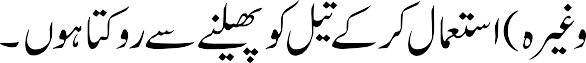 وغیرہ) استعمال کر کے تیل کو پھیلنے سے روکتا ہوں۔